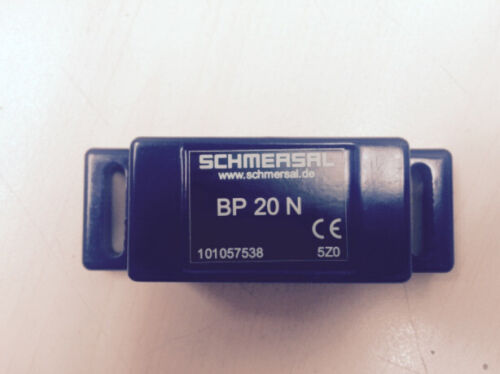 SCHMERSAL
www.schmersal.de
BP 20 N
CE
101057538 5Z0